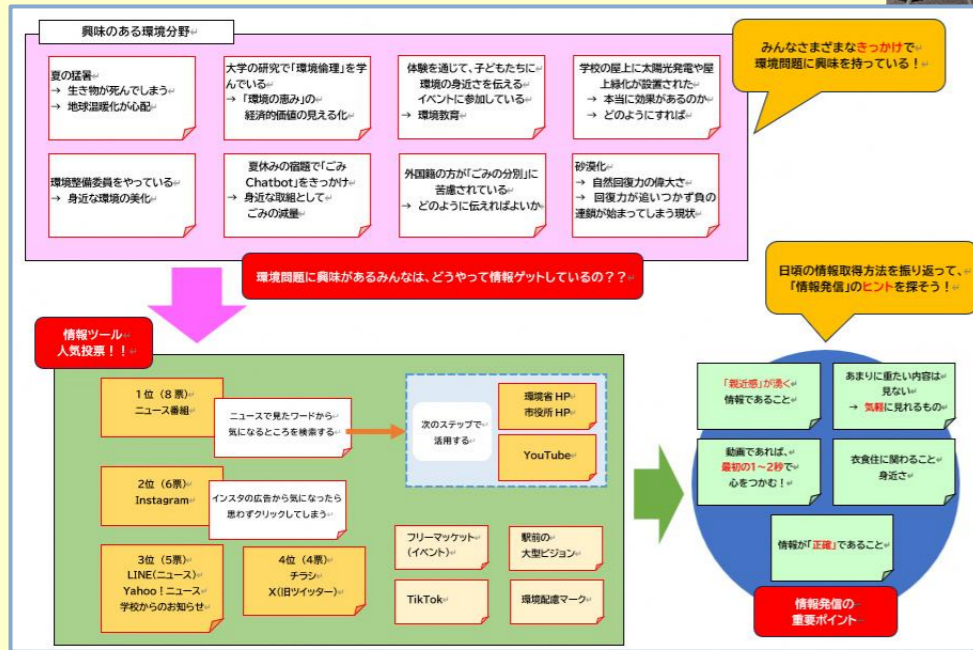 興味のある環境分野
みんなさまざまなきっかけで
環境問題に興味を持っている！
夏の猛暑
→ 生き物が死んでしまう
→ 地球温暖化が心配
大学の研究で「環境倫理」を学
んでいる
→ 「環境の恵み」の
経済的価値の見える化
体験を通じて、子どもたちに
環境の身近さを伝える
イベントに参加している
→ 環境教育
学校の屋上に太陽光発電や屋
上緑化が設置された
→ 本当に効果があるのか
→ どのようにすれば
環境整備委員をやっている
→ 身近な環境の美化
夏休みの宿題で「ごみ
Chatbot」をきっかけ
→ 身近な取組として
ごみの減量
外国籍の方が「ごみの分別」に
苦慮されている
→ どのように伝えればよいか
砂漠化
→ 自然回復力の偉大さ
→ 回復力が追いつかず負の
連鎖が始まってしまう現状
環境問題に興味があるみんなは、どうやって情報ゲットしているの？？
日頃の情報取得方法を振り返って、
「情報発信」のヒントを探そう！
情報ツール
人気投票！！
1位（8票）
ニュース番組
ニュースで見たワードから
気になるところを検索する
次のステップで
活用する
環境省HP
市役所HP
YouTube
2位（6票）
Instagram
インスタの広告から気になったら
思わずクリックしてしまう
3位（5票）
LINE(ニュース)
Yahoo！ニュース
学校からのお知らせ
4位（4票）
チラシ
X(旧ツイッター)
フリーマッケット
(イベント)
駅前の
大型ビジョン
TikTok
環境配慮マーク
「親近感」が湧く
情報であること
あまりに重たい内容は
見ない
→ 気軽に見れるもの
動画であれば、
最初の1～2秒で
心をつかむ！
衣食住に関わること
身近さ
情報が「正確」であること
情報発信の
重要ポイント